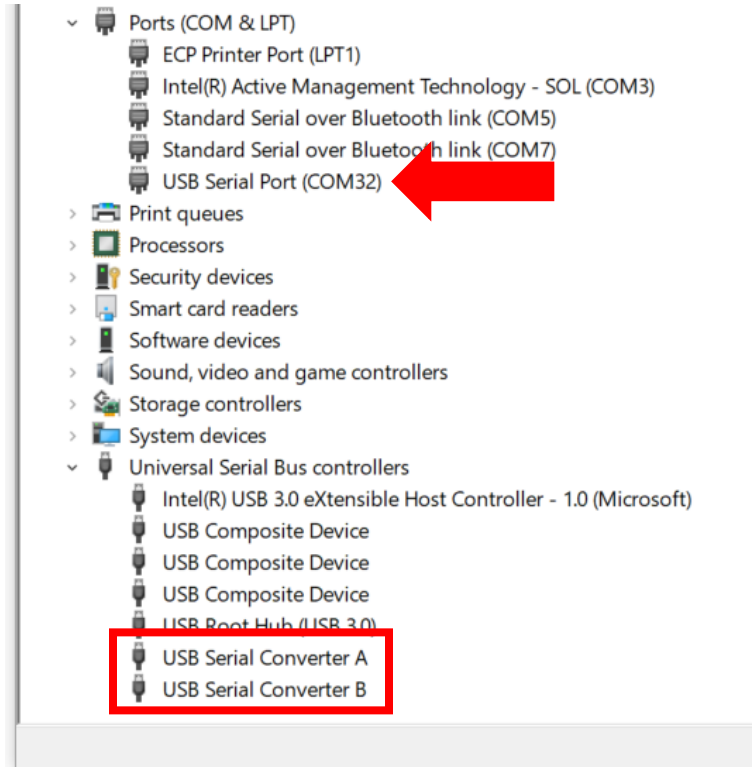 Ports (COM & LPT)
ECP Printer Port (LPT1)
Intel(R) Active Management Technology - SOL (COM3)
Standard Serial over Bluetooth link (COM5)
Standard Serial over Bluetooth link (COM7)
USB Serial Port (COM32)
Print queues
Processors
Security devices
Smart card readers
Software devices
Sound, video and game controllers
Storage controllers
System devices
Universal Serial Bus controllers
Intel(R) USB 3.0 eXtensible Host Controller - 1.0 (Microsoft)
USB Composite Device
USB Composite Device
USB Composite Device
USB Root Hub (USB 3.0)
USB Serial Converter A
USB Serial Converter B